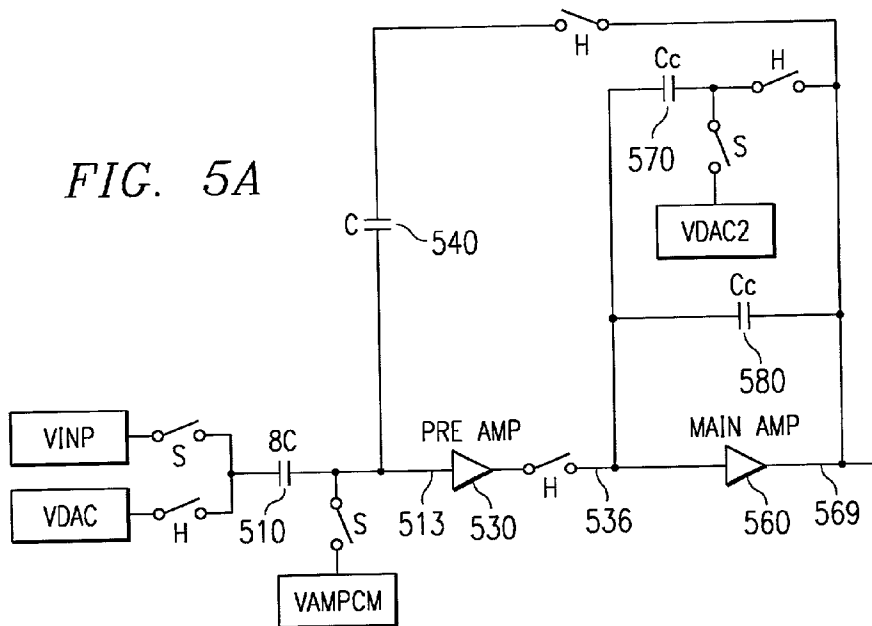 H
Cc
H
570
S
FIG. 5A
VDAC2
C
540
Cc
580
VINP
S
8C
PRE AMP
MAIN AMP
VDAC
H
510
S
513
530
H
536
560
569
VAMPCM